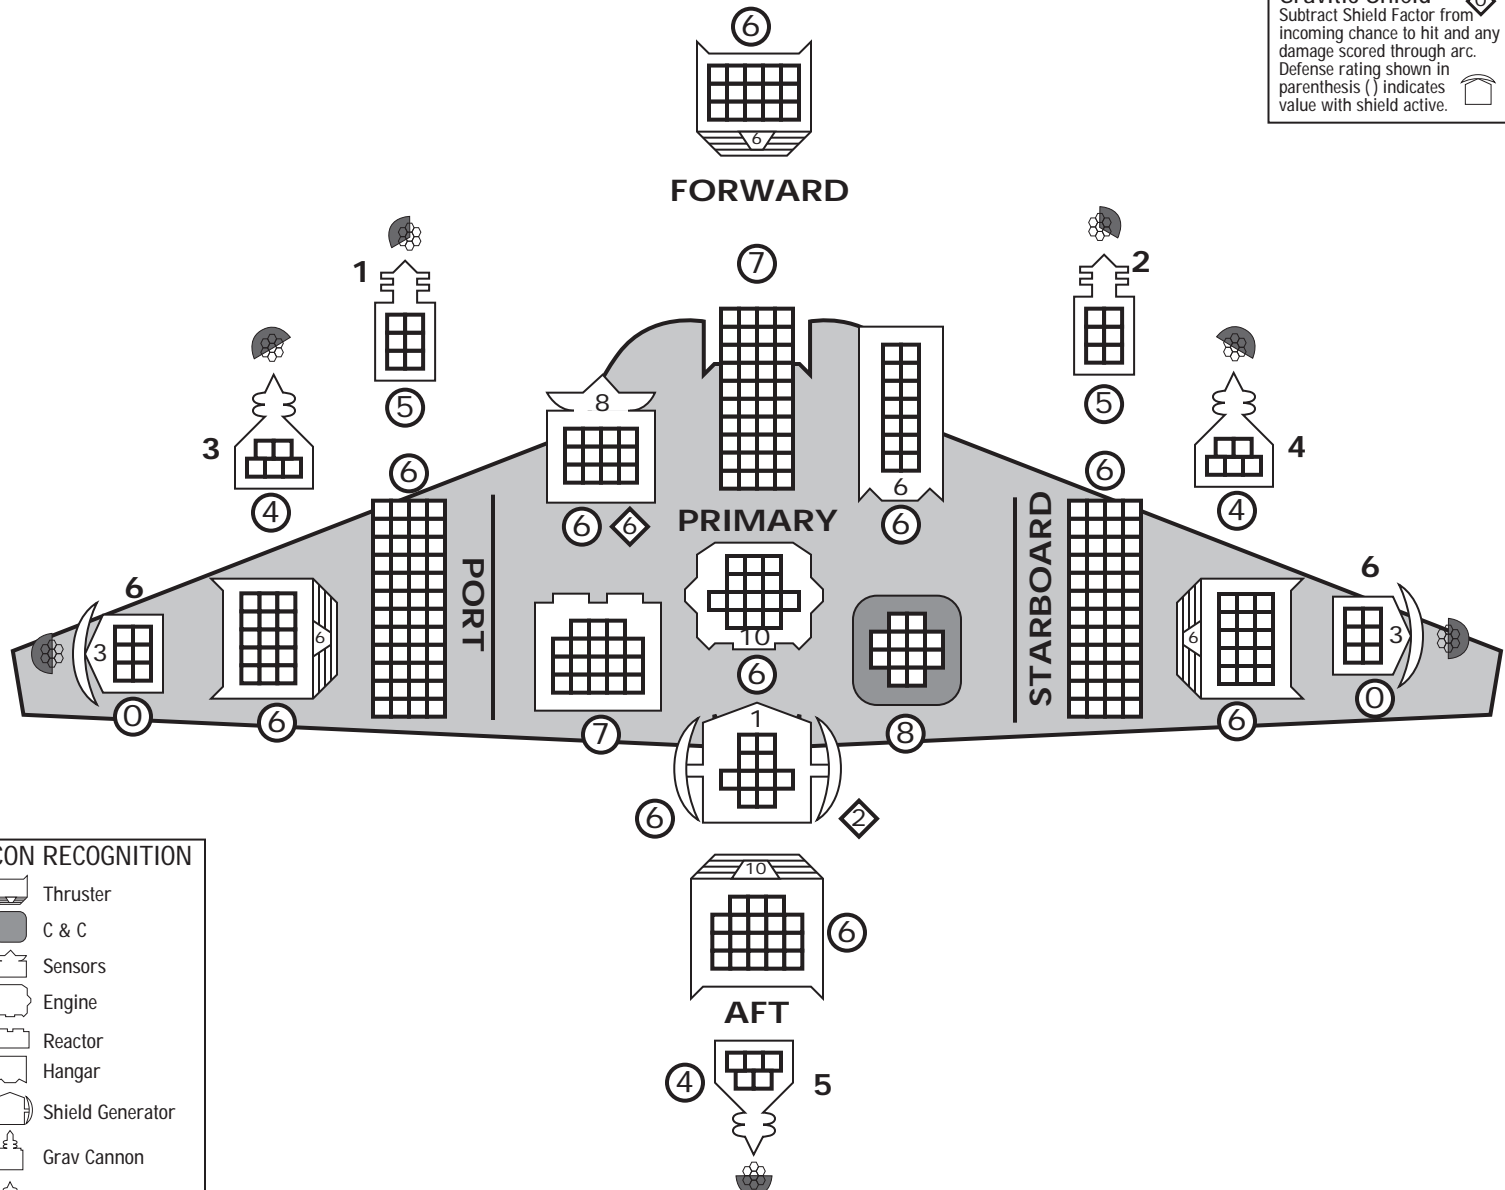 6
6
Subtract Shield Factor from
incoming chance to hit and any
damage scored through arc.
Defense rating shown in
parenthesis ( ) indicates
value with shield active.
6
FORWARD
7
1
2
5
5
8
3
4
6
6
4
4
6
6
6
6
PRIMARY
PORT
STARBOARD
6
6
10
3
6
6
3
0
6
6
7
1
8
6
0
6
2
ICON RECOGNITION
Thruster
C & C
Sensors
Engine
Reactor
Hangar
Shield Generator
Grav Cannon
10
6
AFT
4
5